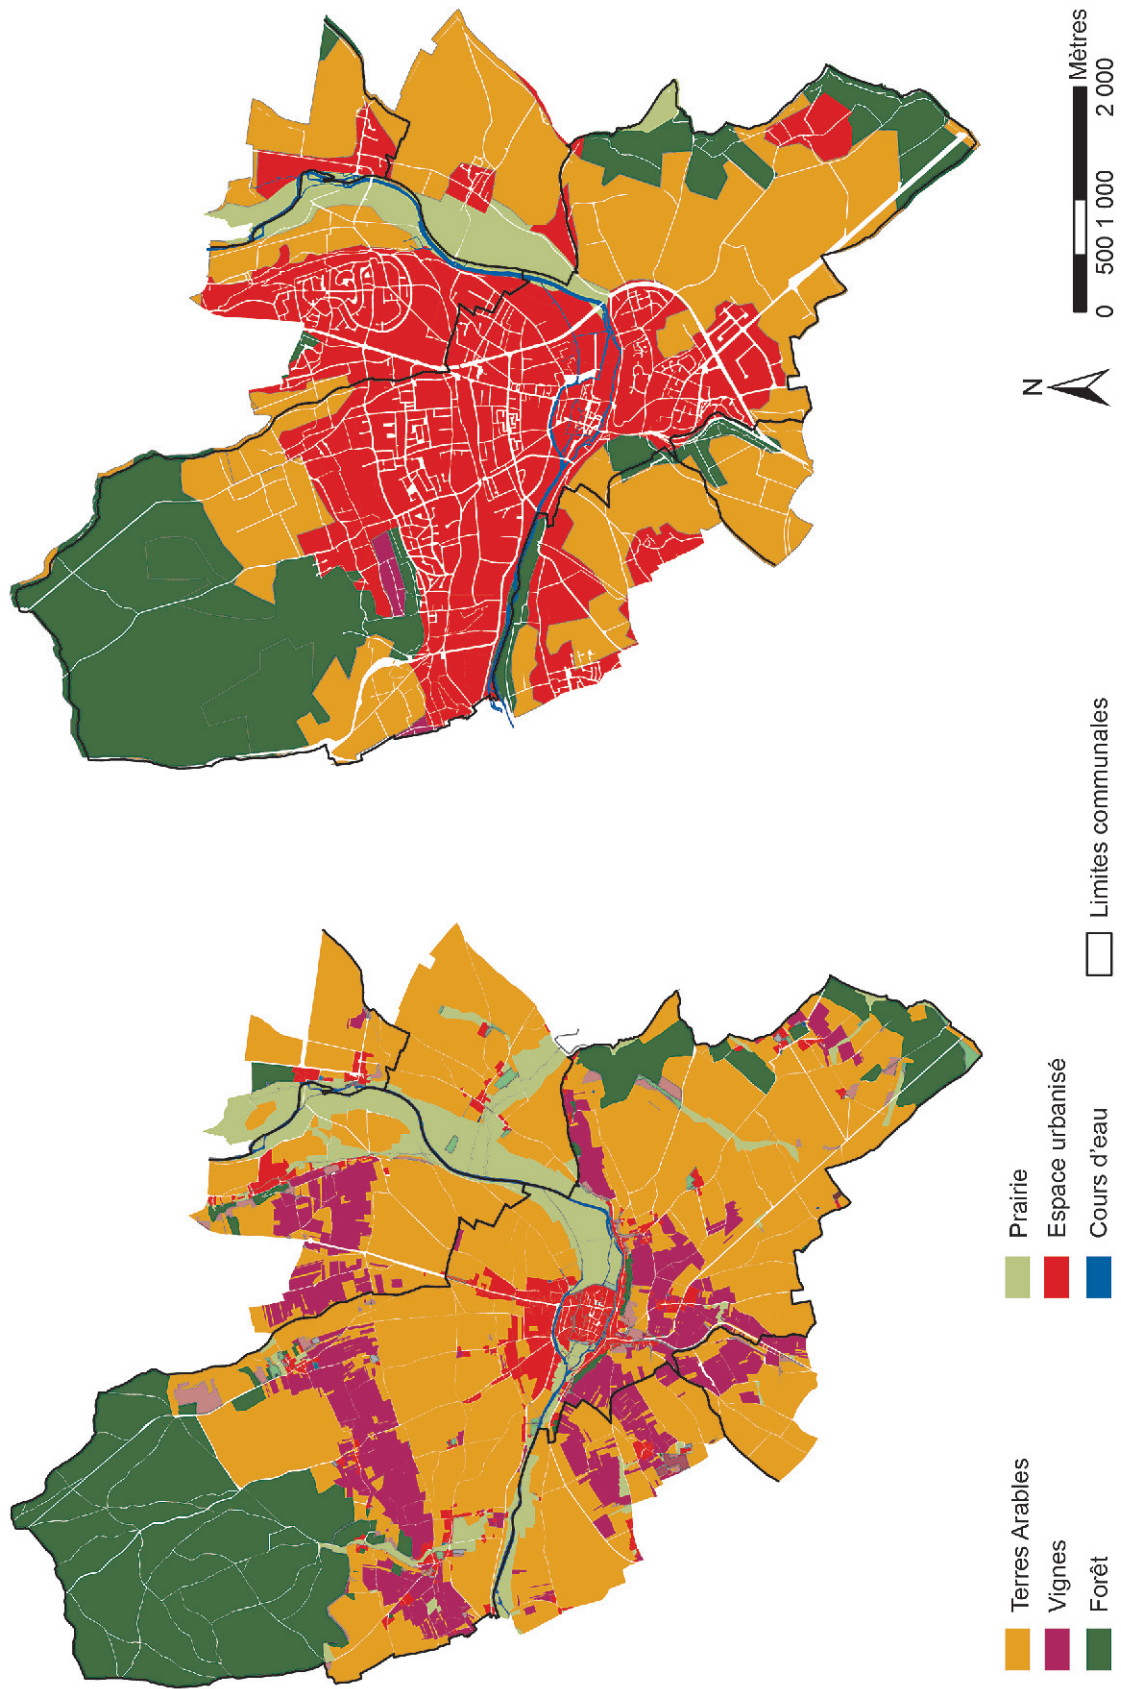 N
0 500 1 000 2 000
Mètres
Terres Arables
Vignes
Forêt
Prairie
Espace urbanisé
Cours d'eau
Limites communales